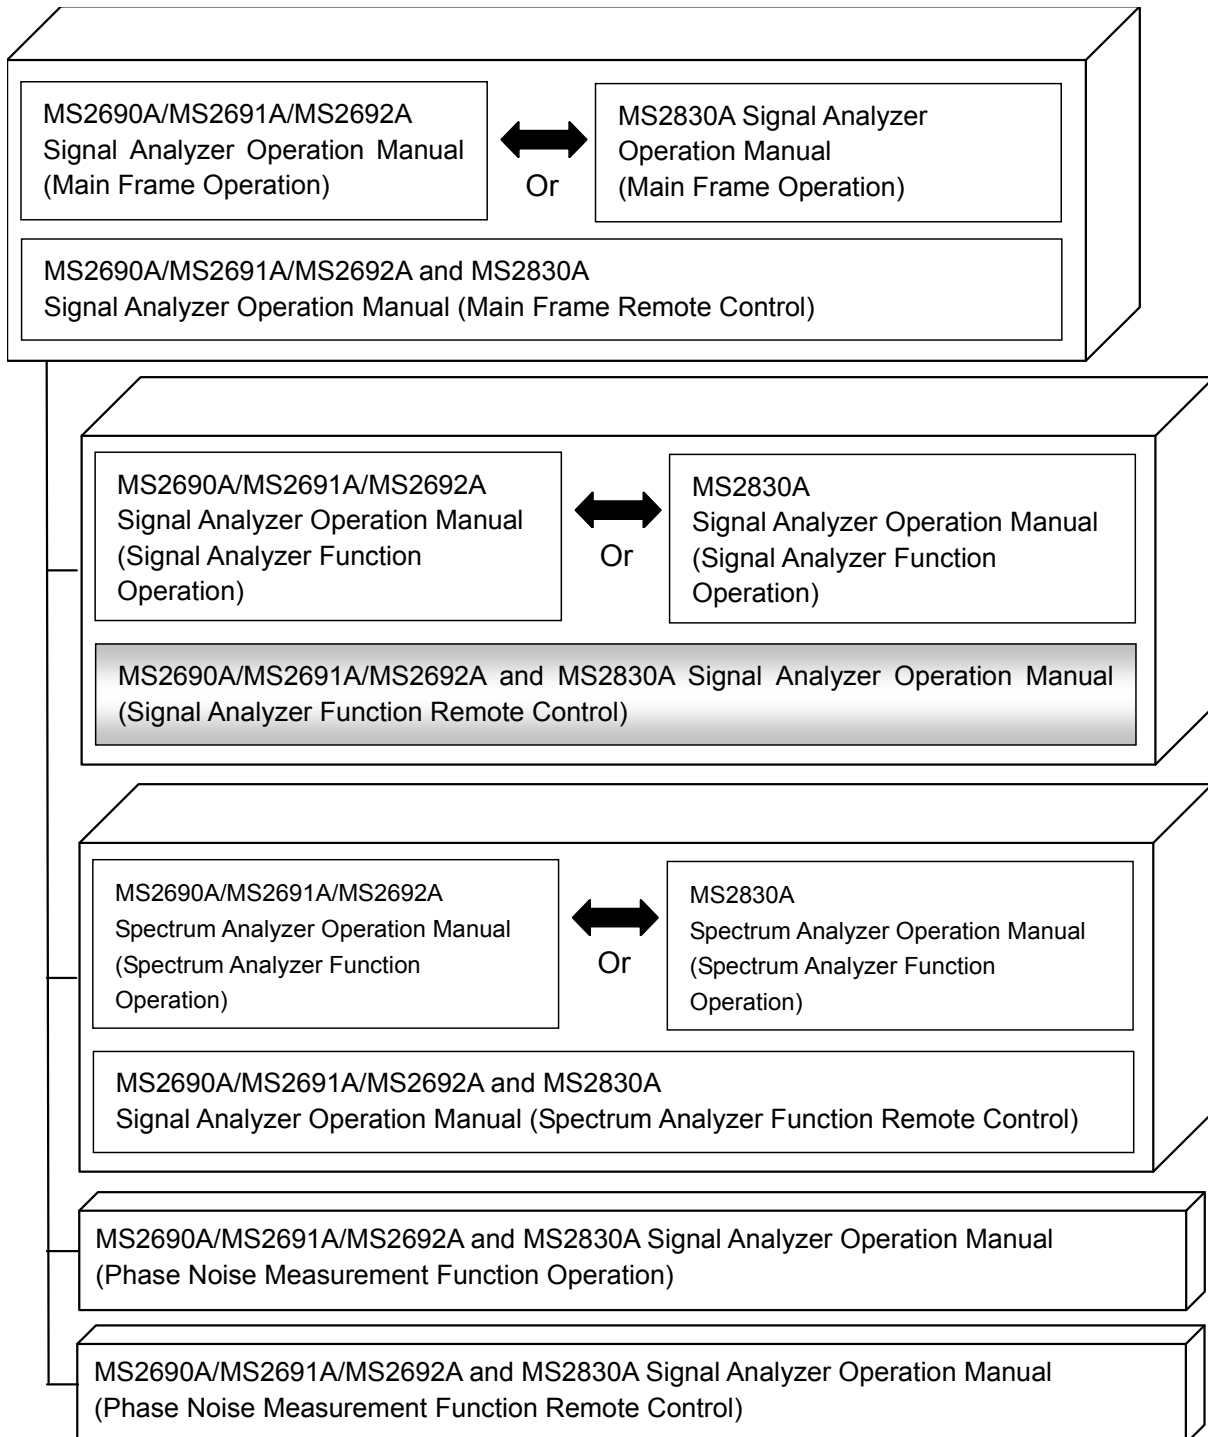 MS2690A/MS2691A/MS2692A
Signal Analyzer Operation Manual
(Main Frame Operation)
Or
MS2830A Signal Analyzer
Operation Manual
(Main Frame Operation)
MS2690A/MS2691A/MS2692A and MS2830A
Signal Analyzer Operation Manual (Main Frame Remote Control)
MS2690A/MS2691A/MS2692A
Signal Analyzer Operation Manual
(Signal Analyzer Function
Operation)
Or
MS2830A
Signal Analyzer Operation Manual
(Signal Analyzer Function
Operation)
MS2690A/MS2691A/MS2692A and MS2830A Signal Analyzer Operation Manual
(Signal Analyzer Function Remote Control)
MS2690A/MS2691A/MS2692A
Spectrum Analyzer Operation Manual
(Spectrum Analyzer Function
Operation)
Or
MS2830A
Spectrum Analyzer Operation Manual
(Spectrum Analyzer Function
Operation)
MS2690A/MS2691A/MS2692A and MS2830A
Signal Analyzer Operation Manual (Spectrum Analyzer Function Remote Control)
MS2690A/MS2691A/MS2692A and MS2830A Signal Analyzer Operation Manual
(Phase Noise Measurement Function Operation)
MS2690A/MS2691A/MS2692A and MS2830A Signal Analyzer Operation Manual
(Phase Noise Measurement Function Remote Control)